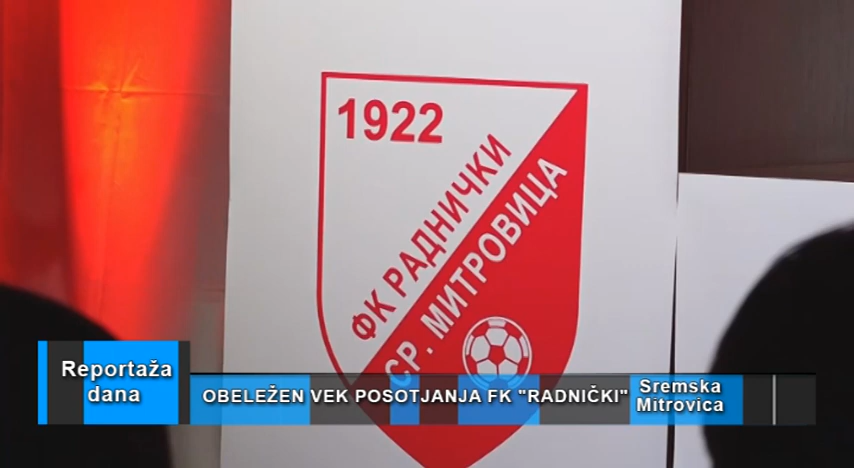 1922
ФК РАДНИЧКИ
СР. МИТРОВИЦА
Reportaža
dana
OBELEŽEN VEK POSOTJANJA FK "RADNIČKI"
Sremska
Mitrovica